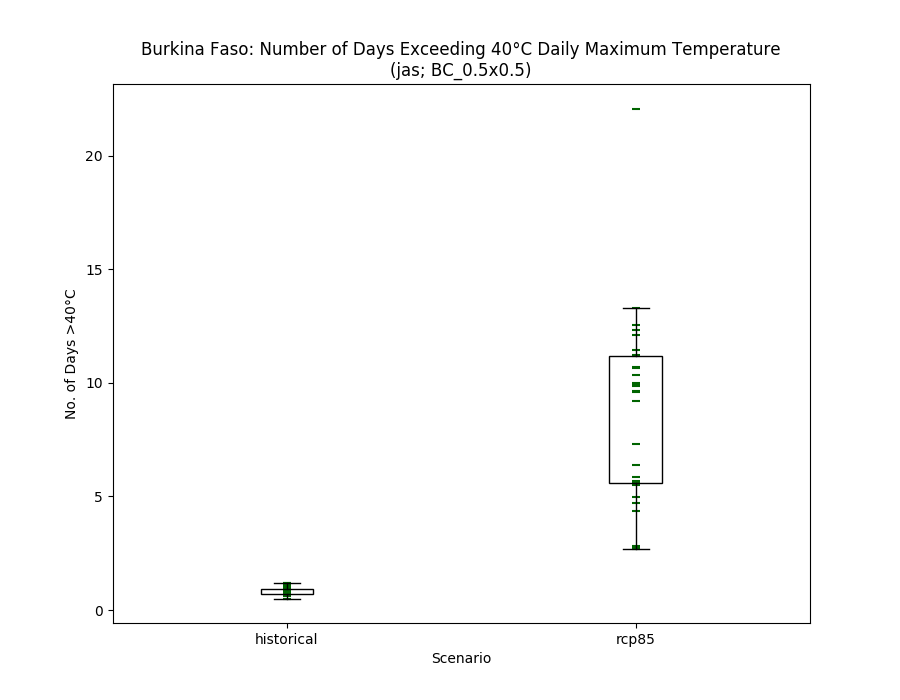 Burkina Faso: Number of Days Exceeding 40°C Daily Maximum Temperature
(jas; BC_0.5x0.5)
No. of Days >40°C
20
15
10
5
0
historical
rcp85
Scenario